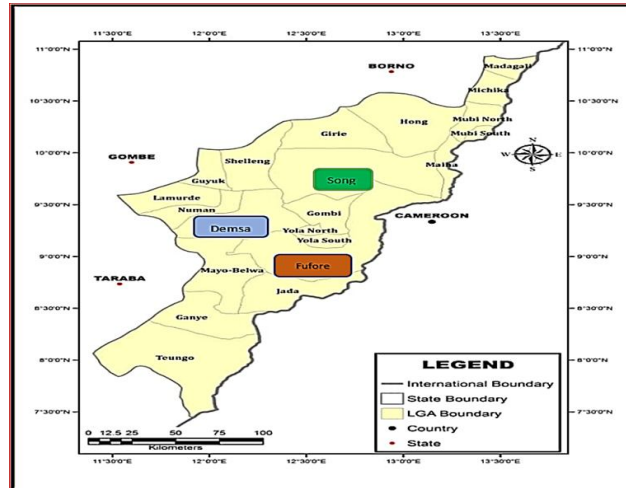 11°30'0"E 12°0'0"E 12°30'0"E 13°0'0"E 13°30'0"E
11°0'0"N 11°0'0"N
BORNO
Madagali
Michika
10°30'0"N 10°30'0"N
Mubi North
Hong
Girie
Mubi South
N
W E
S
10°0'0"N 10°0'0"N
GOMBE
Shelleng
Maiha
Guyuk
Song
Lamurde
9°30'0"N 9°30'0"N
Numan
Gombi
CAMEROON
Demsa
Yola North
Yola South
9°0'0"N 9°0'0"N
Fufore
TARABA
Mayo-Belwa
Jada
8°30'0"N 8°30'0"N
Ganye
8°0'0"N 8°0'0"N
Teungo
LEGEND
International Boundary
State Boundary
LGA Boundary
Country
State
7°30'0"N 7°30'0"N
0 12.5 25 50 75 100
Kilometers
11°30'0"E 12°0'0"E 12°30'0"E 13°0'0"E 13°30'0"E